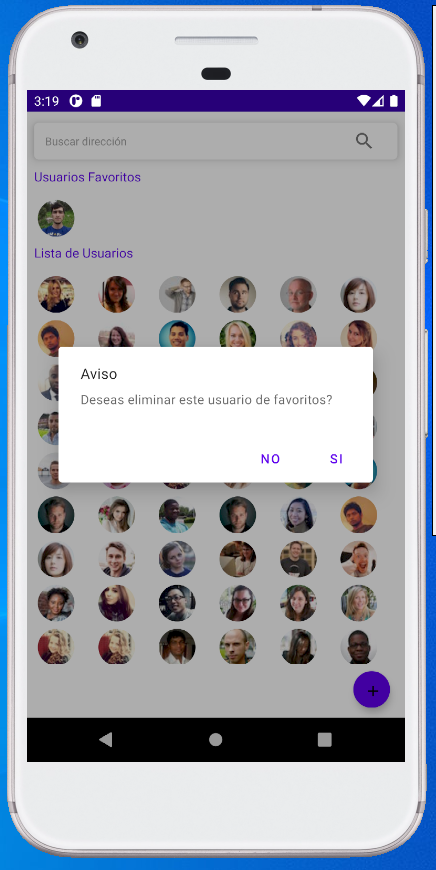 3:19
Buscar dirección
Usuarios Favoritos
Lista de Usuarios
Aviso
Deseas eliminar este usuario de favoritos?
NO SI